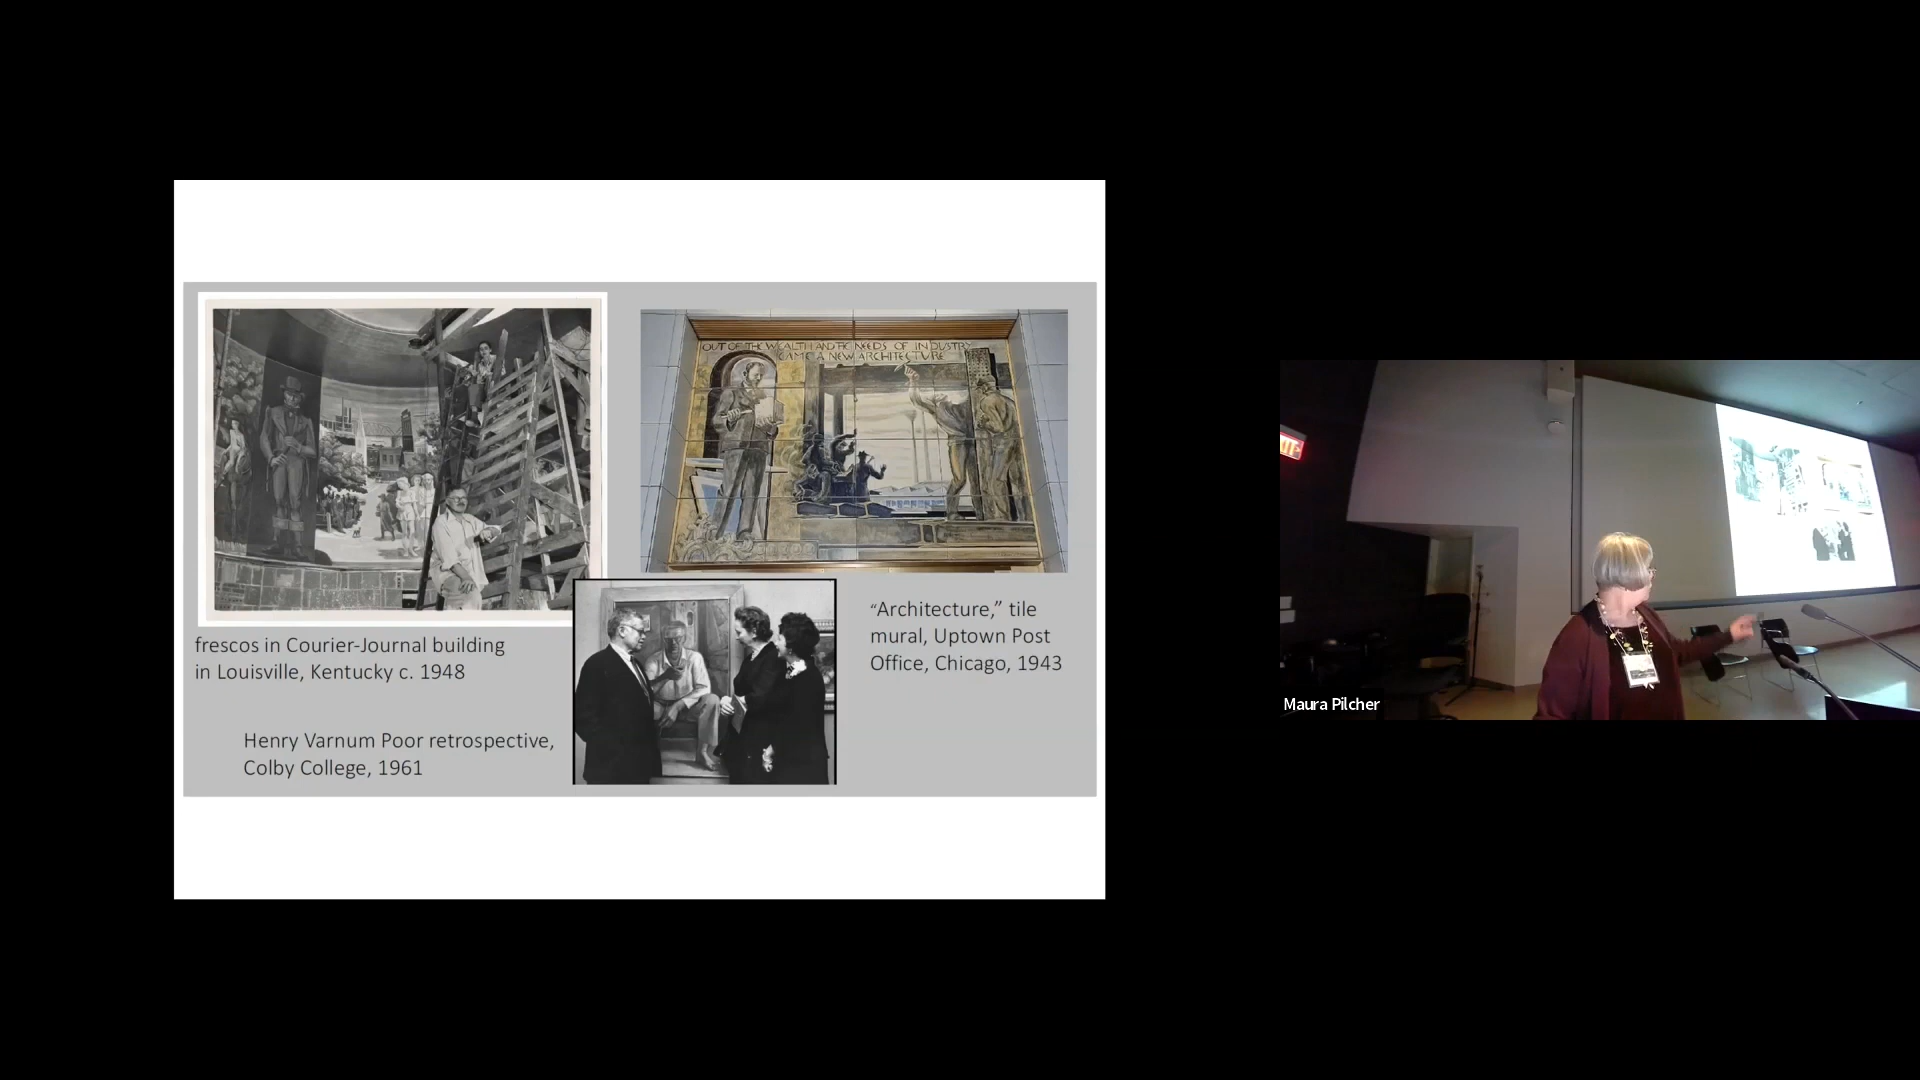 OUT OF THE WEALTH AND THE NEEDS OF INDUSTRY
CAME A NEW ARCHITECTURE
frescos in Courier-Journal building
in Louisville, Kentucky c. 1948
“Architecture,” tile
mural, Uptown Post
Office, Chicago, 1943
Henry Varnum Poor retrospective,
Colby College, 1961
Maura Pilcher